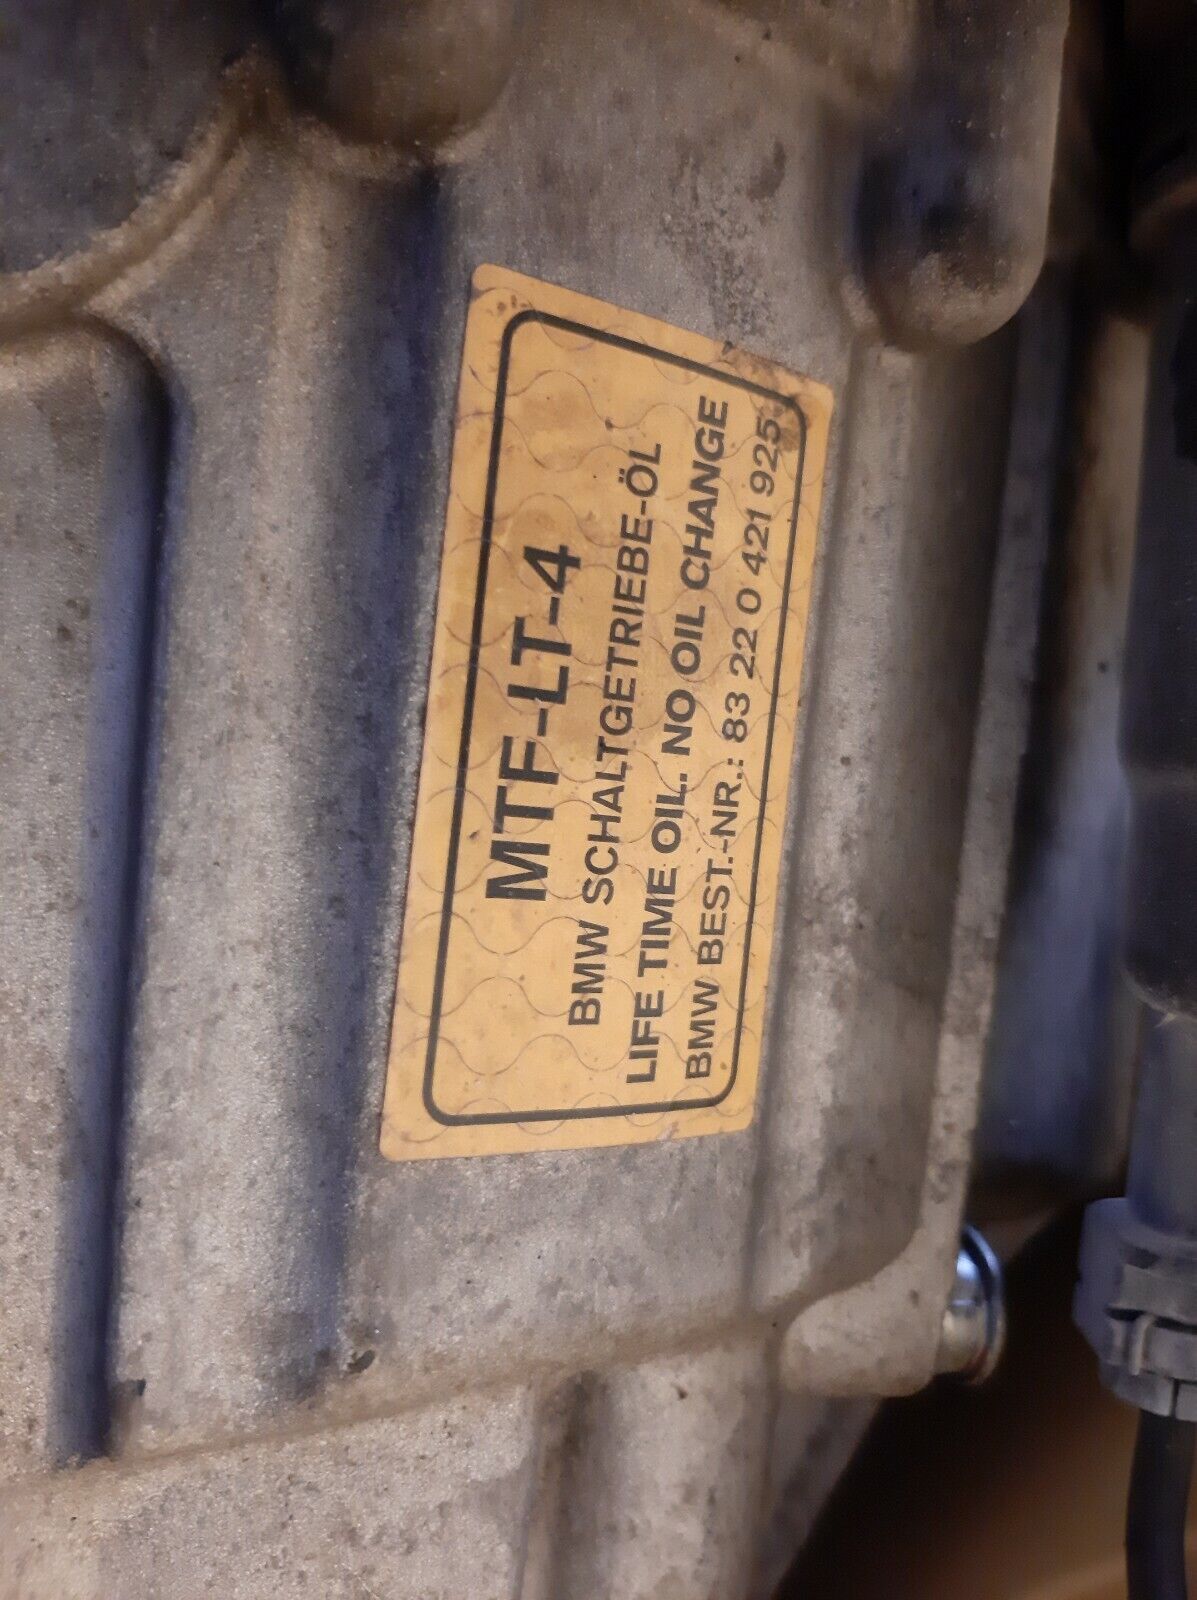 MTF-LT-4
BMW SCHALTGETRIEBE-ÖL
LIFE TIME OIL. NO OIL CHANGE
BMW BEST.-NR.: 83 22 0 421 925